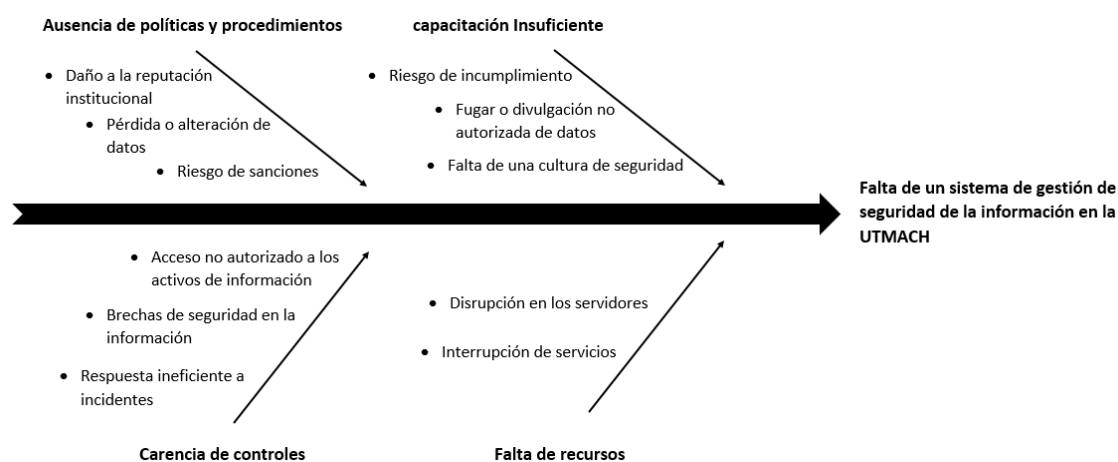 Ausencia de políticas y procedimientos
capacitación Insuficiente
• Daño a la reputación
institucional
• Pérdida o alteración de
datos
• Riesgo de sanciones
• Riesgo de incumplimiento
• Fugar o divulgación no
autorizada de datos
• Falta de una cultura de seguridad
Falta de un sistema de gestión de
seguridad de la información en la
UTMACH
• Acceso no autorizado a los
activos de información
• Brechas de seguridad en la
información
• Respuesta ineficiente a
incidentes
• Disrupción en los servidores
• Interrupción de servicios
Carencia de controles
Falta de recursos